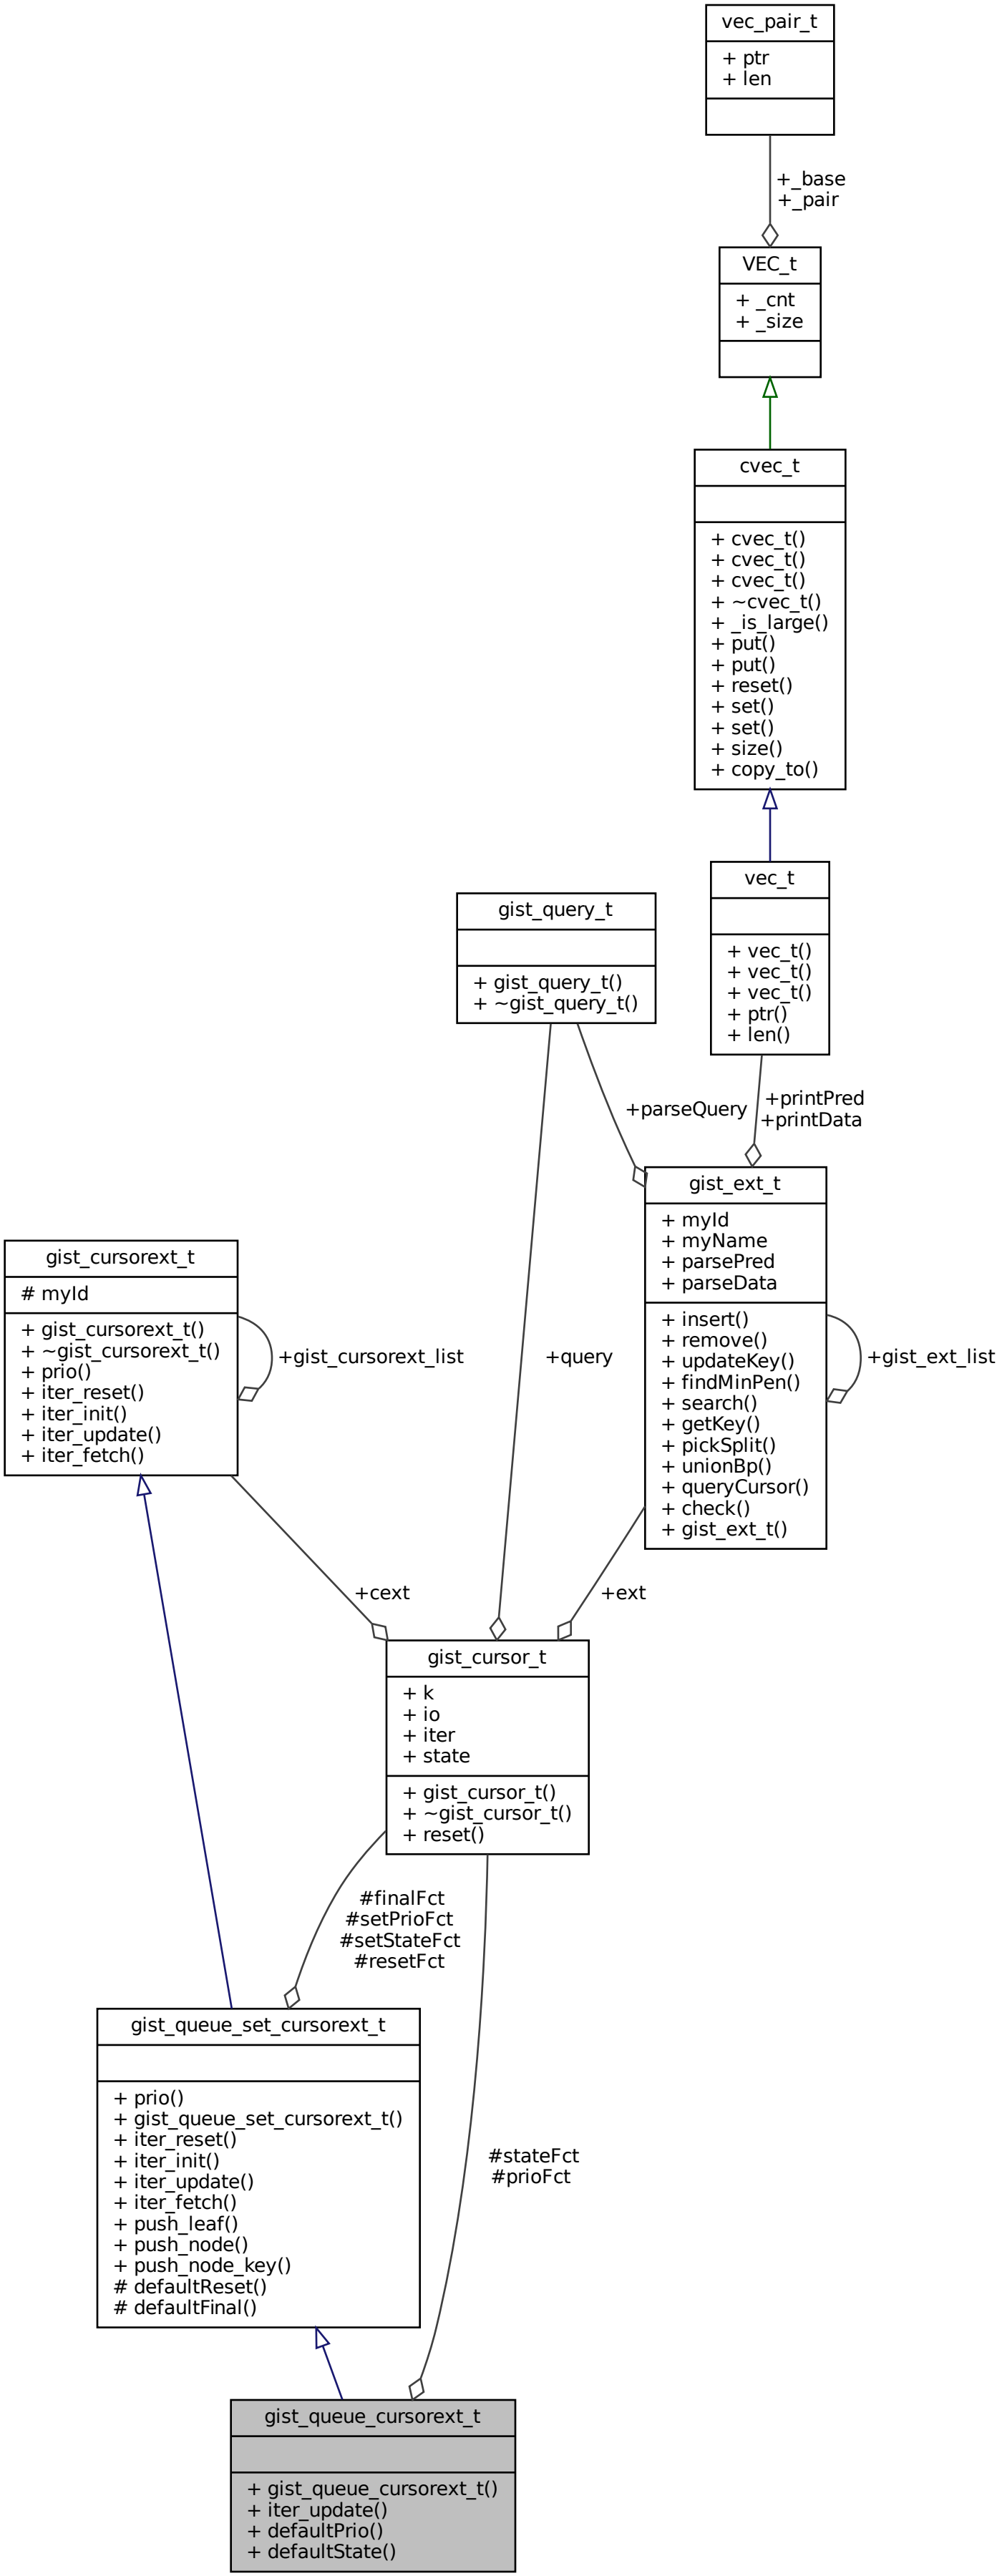 vec_pair_t
+ ptr
+ len
+_base
+_pair
VEC_t
+ _cnt
+ _size
cvec_t
+ cvec_t()
+ cvec_t()
+ cvec_t()
+ ~cvec_t()
+ _is_large()
+ put()
+ put()
+ reset()
+ set()
+ set()
+ size()
+ copy_to()
vec_t
+ vec_t()
+ vec_t()
+ vec_t()
+ ptr()
+ len()
gist_query_t
+ gist_query_t()
+ ~gist_query_t()
+printPred
+printData
+parseQuery
gist_ext_t
+ myId
+ myName
+ parsePred
+ parseData
+ insert()
+ remove()
+ updateKey()
+ findMinPen()
+ search()
+ getKey()
+ pickSplit()
+ unionBp()
+ queryCursor()
+ check()
+ gist_ext_t()
+gist_ext_list
gist_cursorext_t
# myId
+ gist_cursorext_t()
+ ~gist_cursorext_t()
+ prio()
+ iter_reset()
+ iter_init()
+ iter_update()
+ iter_fetch()
+gist_cursorext_list
+query
+cext
+ext
gist_cursor_t
+ k
+ io
+ iter
+ state
+ gist_cursor_t()
+ ~gist_cursor_t()
+ reset()
#finalFct
#setPrioFct
#setStateFct
#resetFct
gist_queue_set_cursorext_t
+ prio()
+ gist_queue_set_cursorext_t()
+ iter_reset()
+ iter_init()
+ iter_update()
+ iter_fetch()
+ push_leaf()
+ push_node()
+ push_node_key()
# defaultReset()
# defaultFinal()
#stateFct
#prioFct
gist_queue_cursorext_t
+ gist_queue_cursorext_t()
+ iter_update()
+ defaultPrio()
+ defaultState()